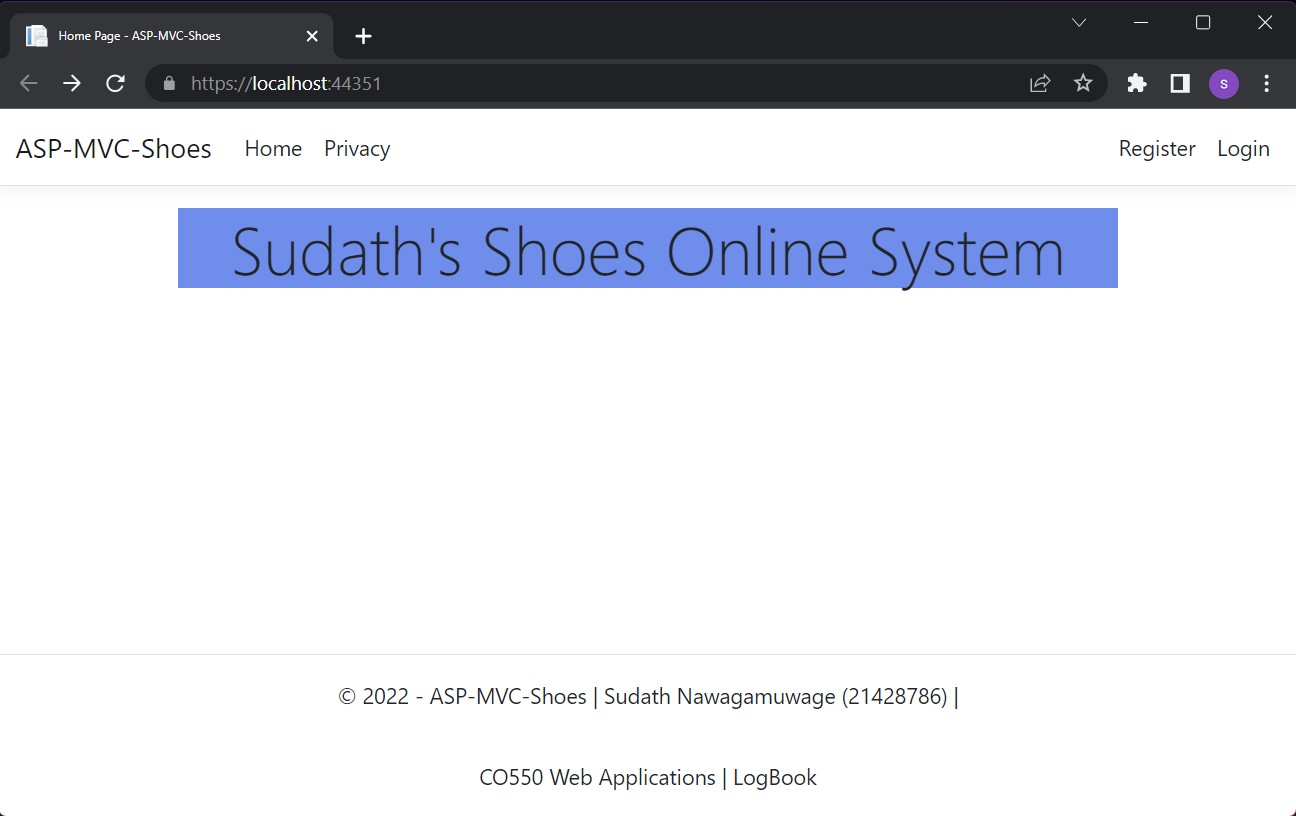 Home Page - ASP-MVC-Shoes
https://localhost:44351
S
ASP-MVC-Shoes Home Privacy Register Login
Sudath's Shoes Online System
© 2022 - ASP-MVC-Shoes | Sudath Nawagamuwage (21428786) |
CO550 Web Applications | LogBook